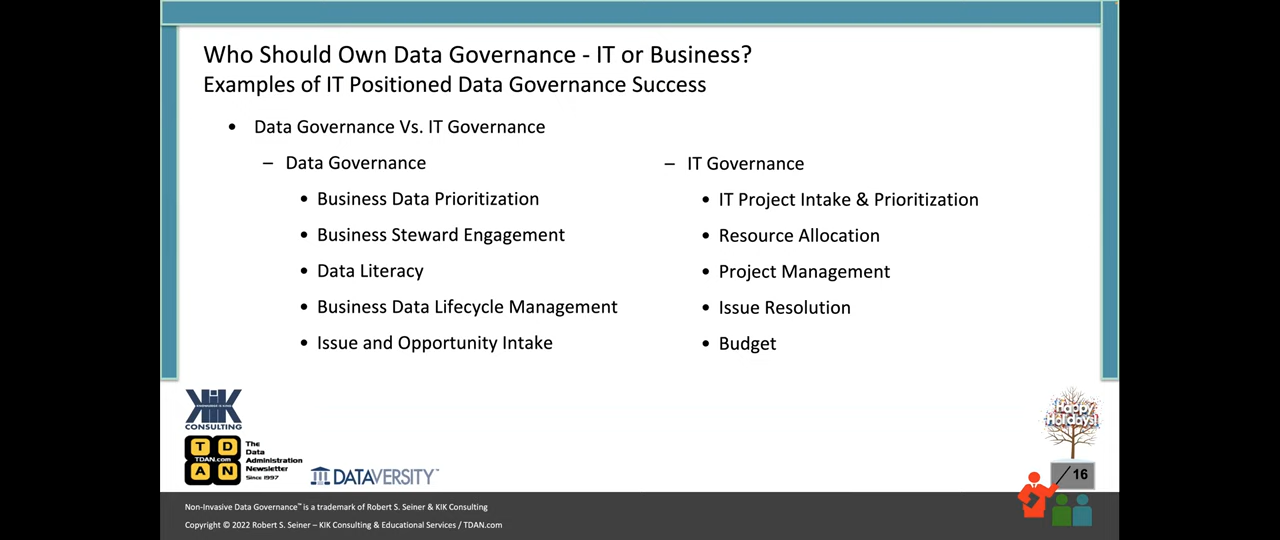 Who Should Own Data Governance - IT or Business?
Examples of IT Positioned Data Governance Success
• Data Governance Vs. IT Governance
– Data Governance
• Business Data Prioritization
• Business Steward Engagement
• Data Literacy
• Business Data Lifecycle Management
• Issue and Opportunity Intake
– IT Governance
• IT Project Intake & Prioritization
• Resource Allocation
• Project Management
• Issue Resolution
• Budget
KIK
CONSULTING
T D
TDAN.com
A N
The
Data
Administration
Newsletter
Since 1997
DATAVERSITY™
Happy
Holidays!
16
Non-Invasive Data Governance™ is a trademark of Robert S. Seiner & KIK Consulting
Copyright © 2022 Robert S. Seiner – KIK Consulting & Educational Services / TDAN.com